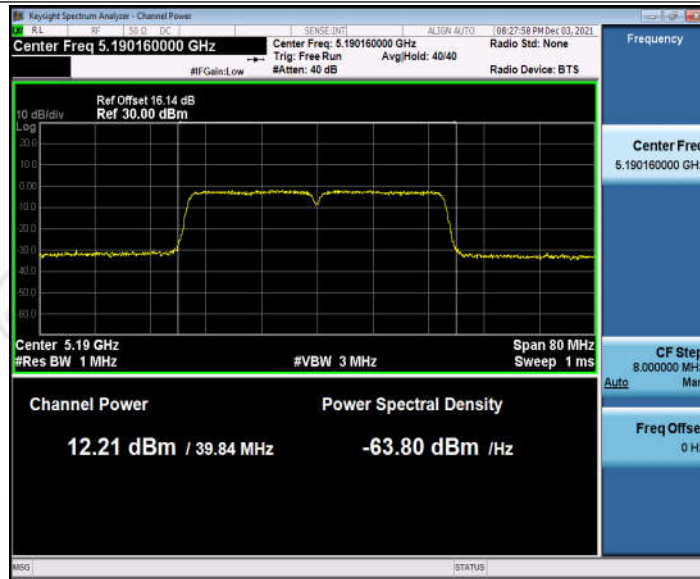 Keysight Spectrum Analyzer - Channel Power
RL RF 50 Ω DC SENSE:INT ALIGN AUTO 08:27:58 PM Dec 03, 2021
Center Freq 5.190160000 GHz
Center Freq: 5.190160000 GHz
Radio Std: None
Trig: Free Run Avg|Hold: 40/40
#IFGain:Low #Atten: 40 dB Radio Device: BTS
Ref Offset 16.14 dB
10 dB/div Ref 30.00 dBm
Log
20.0
10.0
0.00
-10.0
-20.0
-30.0
-40.0
-50.0
-60.0
Center 5.19 GHz Span 80 MHz
#Res BW 1 MHz #VBW 3 MHz Sweep 1 ms
Channel Power Power Spectral Density
12.21 dBm / 39.84 MHz -63.80 dBm /Hz
MSG STATUS
Frequency
Center Freq
5.190160000 GHz
CF Step
8.000000 MHz
Auto Man
Freq Offset
0 Hz